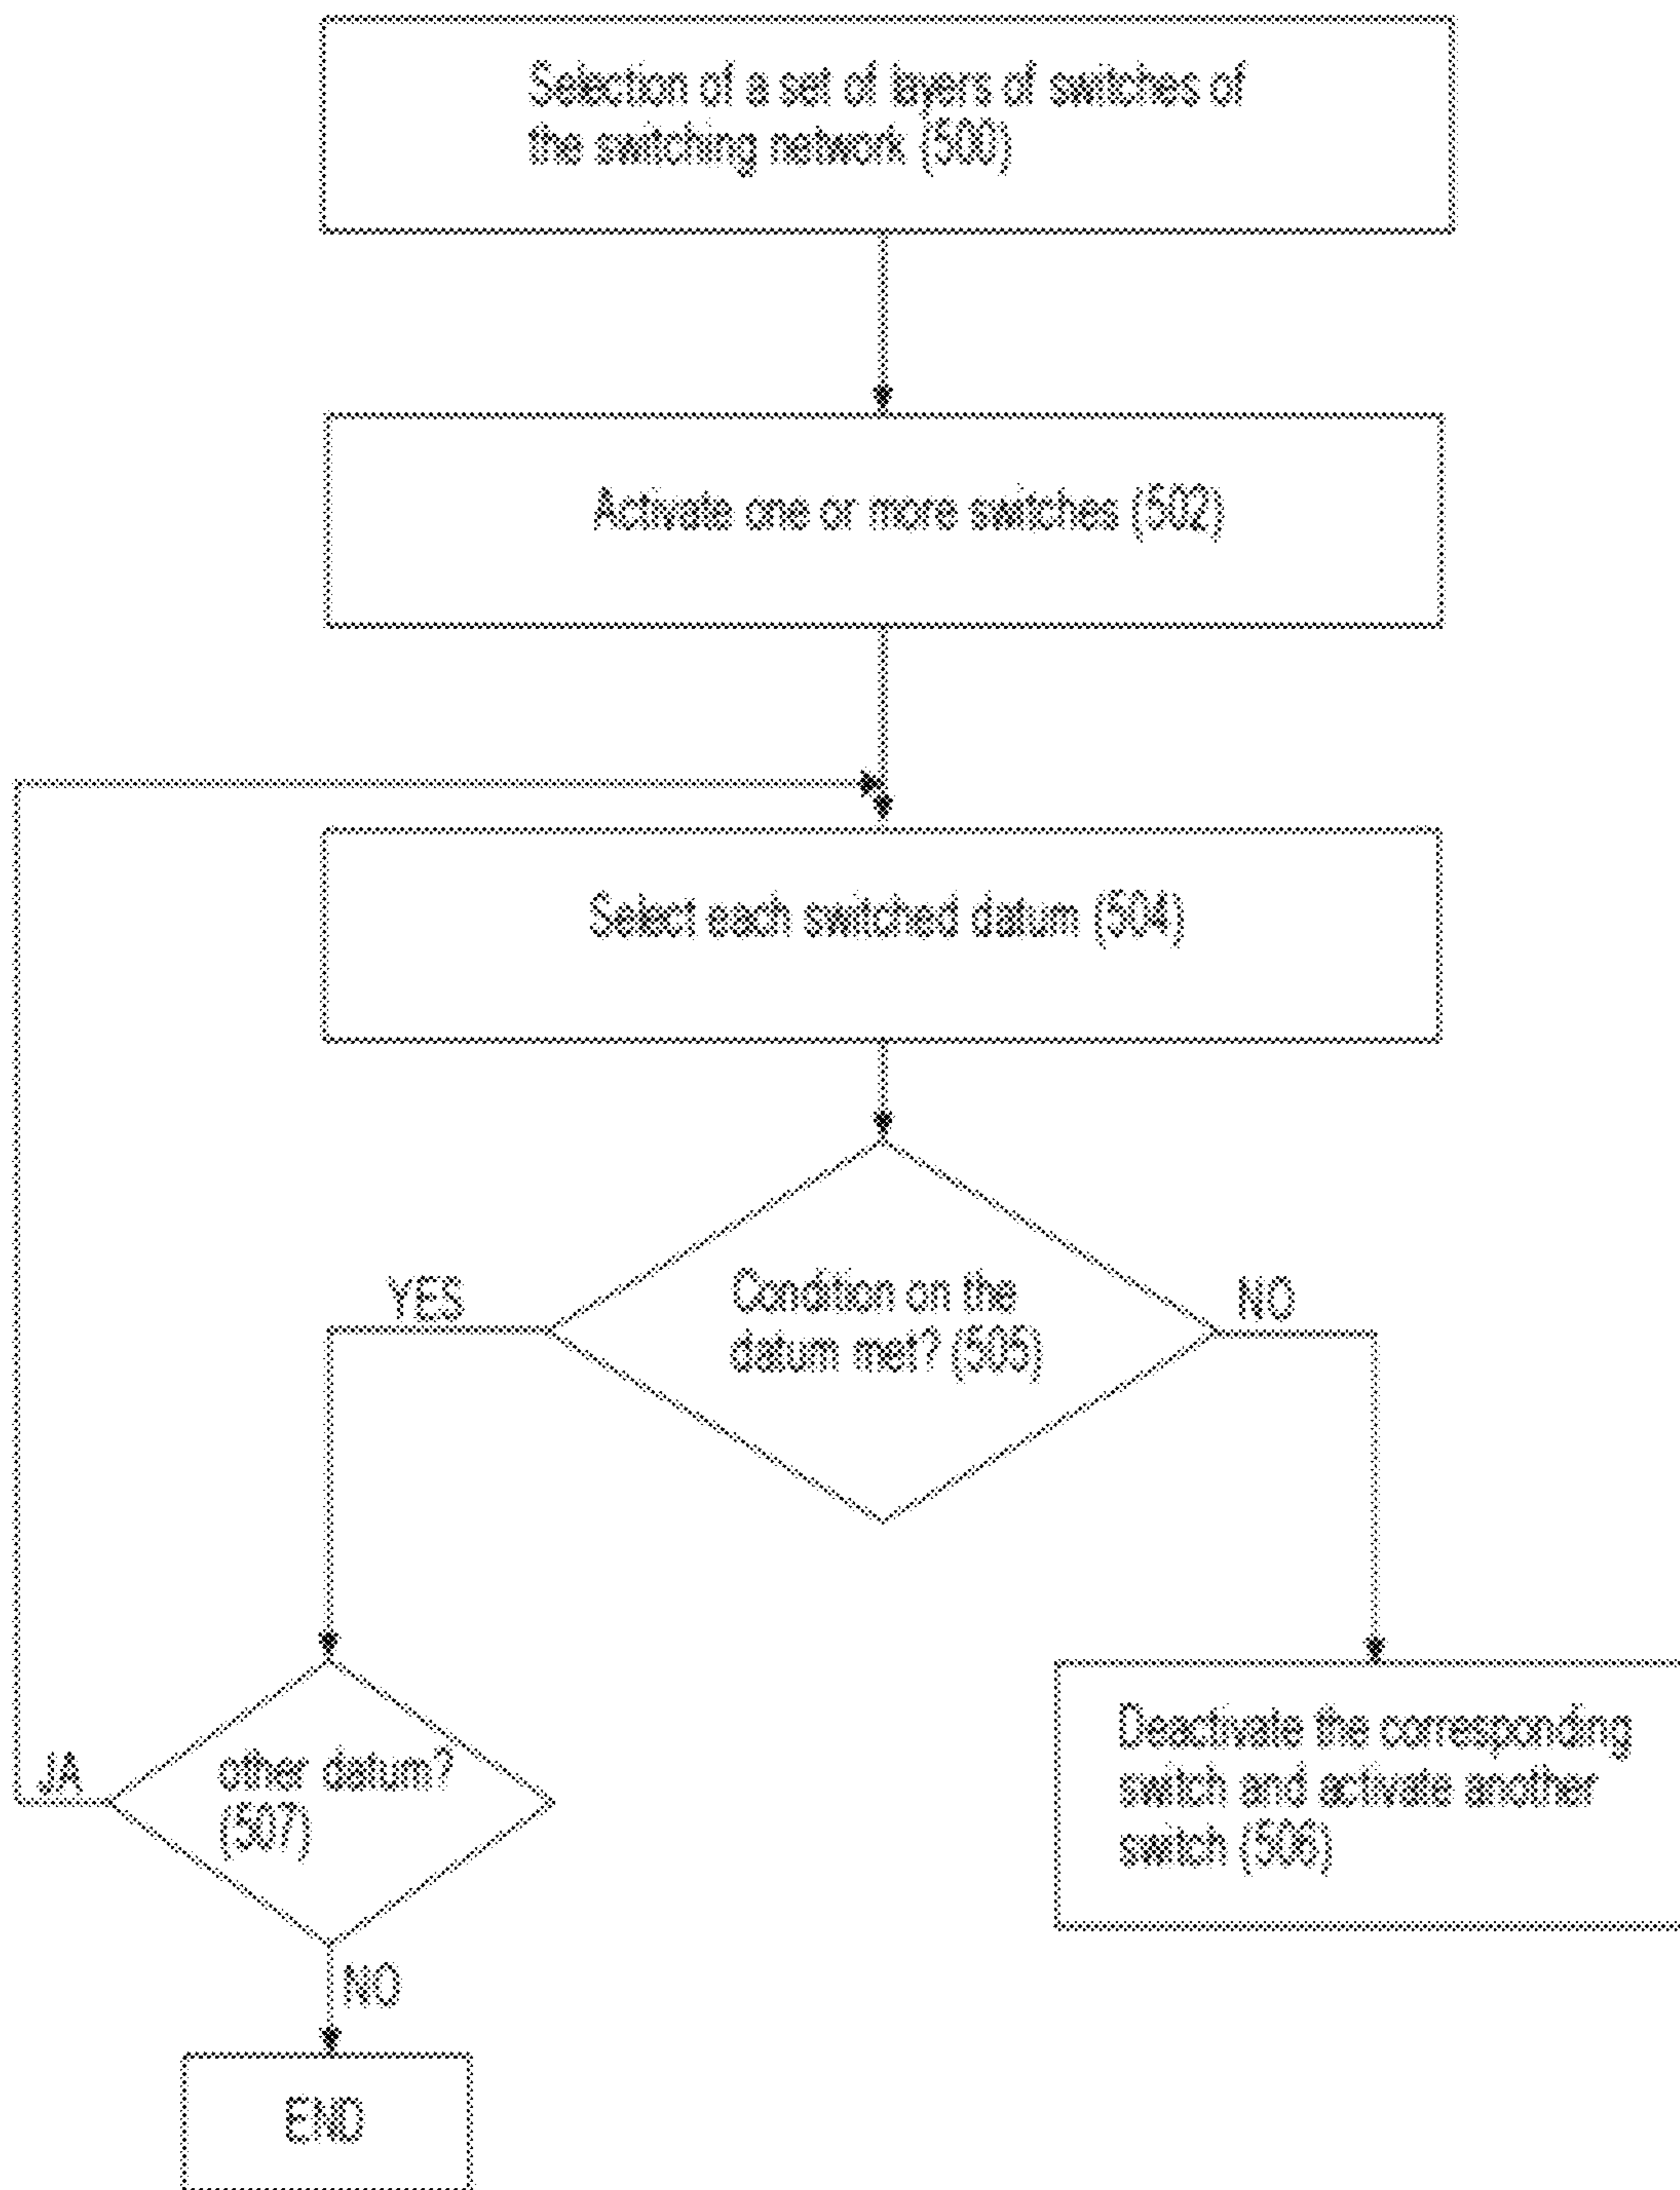 Selection of a set of layers of switches of
the switching network (500)
Activate one or more switches (502)
Select each switched datum (504)
YES
Condition on the
datum met? (505)
NO
JA
other datum?
(507)
Deactivate the corresponding
switch and activate another
switch (506)
NO
END